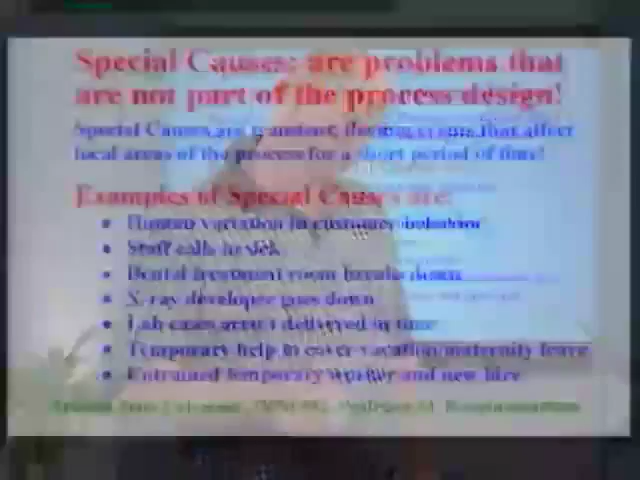 Special Causes: are problems that
are not part of the process design!
Special Causes are transient, fleeting events that affect
local areas of the process for a short period of time!
Examples of Special Causes are:
• Human variation in customer behavior
• Staff calls in sick
• Dental treatment room breaks down
• X-ray developer goes down
• Lab cases aren't delivered in time
• Temporary help to cover vacation/maternity leave
• Untrained temporary worker and new hire